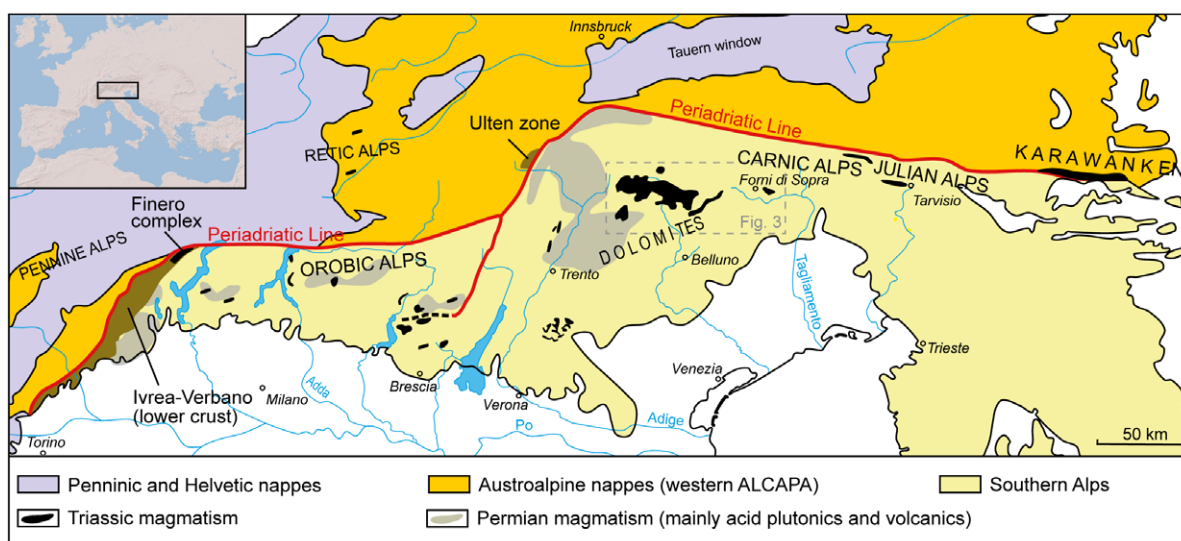 Innsbruck
Tauern window
Periadriatic Line
Ulten zone
RETIC ALPS
CARNIC ALPS
KARAWANKEN
JULIAN ALPS
Forni di Sopra
Tarvisio
Finero
complex
Periadriatic Line
Fig. 3
PENNINE ALPS
OROBIC ALPS
DOLOMITES
Trento
Belluno
Tagliamento
Trieste
Venezia
Ivrea-Verbano
(lower crust)
Milano
Adda
Brescia
Verona
Adige
Po
Torino
50 km
Penninic and Helvetic nappes
Austroalpine nappes (western ALCAPA)
Southern Alps
Triassic magmatism
Permian magmatism (mainly acid plutonics and volcanics)